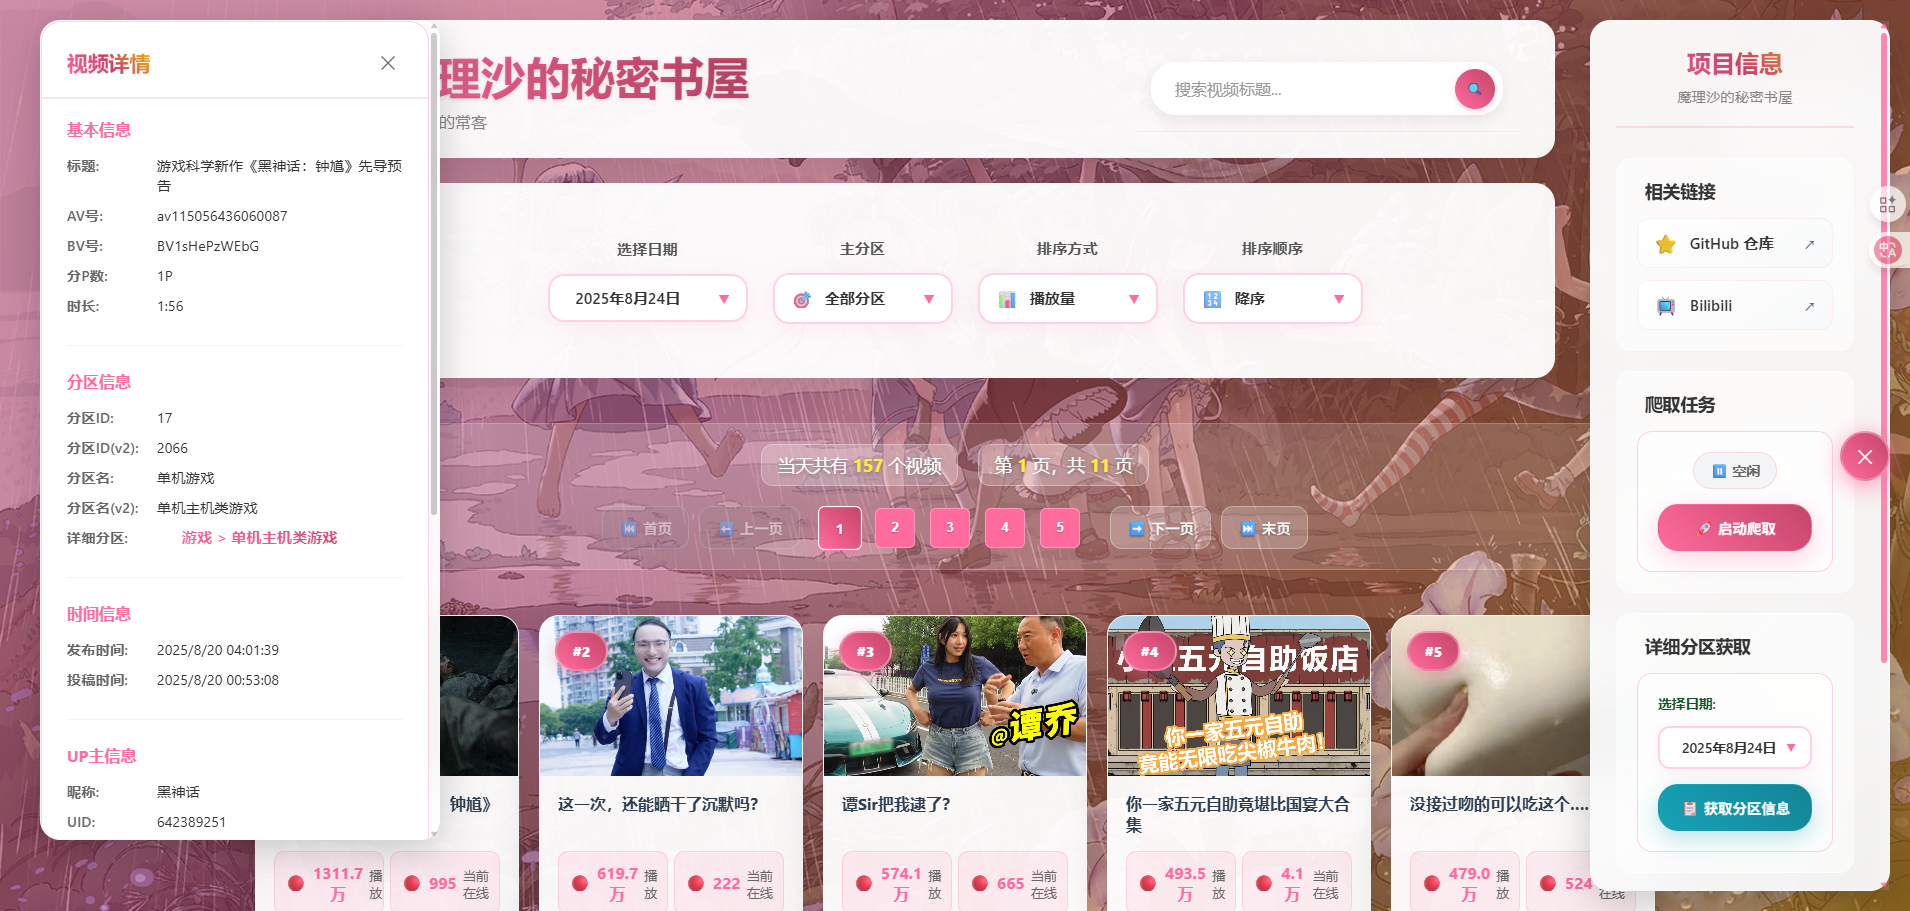 视频详情
基本信息
标题:
游戏科学新作《黑神话：钟馗》先导预
告
AV号:
av115056436060087
BV号:
BV1sHePzWEbG
分P数:
1P
时长:
1:56
分区信息
分区ID:
17
分区ID(v2):
2066
分区名:
单机游戏
分区名(v2):
单机主机类游戏
详细分区:
游戏 > 单机主机类游戏
时间信息
发布时间:
2025/8/20 04:01:39
投稿时间:
2025/8/20 00:53:08
UP主信息
昵称:
黑神话
UID:
642389251
理沙的秘密书屋
的常客
搜索视频标题...
选择日期
主分区
排序方式
排序顺序
2025年8月24日
全部分区
播放量
降序
当天共有 157 个视频
第 1 页，共 11 页
首页
上一页
1
2
3
4
5
下一页
末页
#2
#3
@谭乔
#4
五元自助饭店
你一家五元自助
竟能无限吃尖椒牛肉!
#5
钟馗》
这一次，还能晒干了沉默吗？
谭Sir把我逮了？
你一家五元自助竟堪比国宴大合
集
没接过吻的可以吃这个....
1311.7
万
播
放
995
当前
在线
619.7
万
播
放
222
当前
在线
574.1
万
播
放
665
当前
在线
493.5
万
播
放
4.1
万
当前
在线
479.0
万
播
放
524
在线
项目信息
魔理沙的秘密书屋
相关链接
GitHub 仓库
Bilibili
爬取任务
空闲
启动爬取
详细分区获取
选择日期:
2025年8月24日
获取分区信息